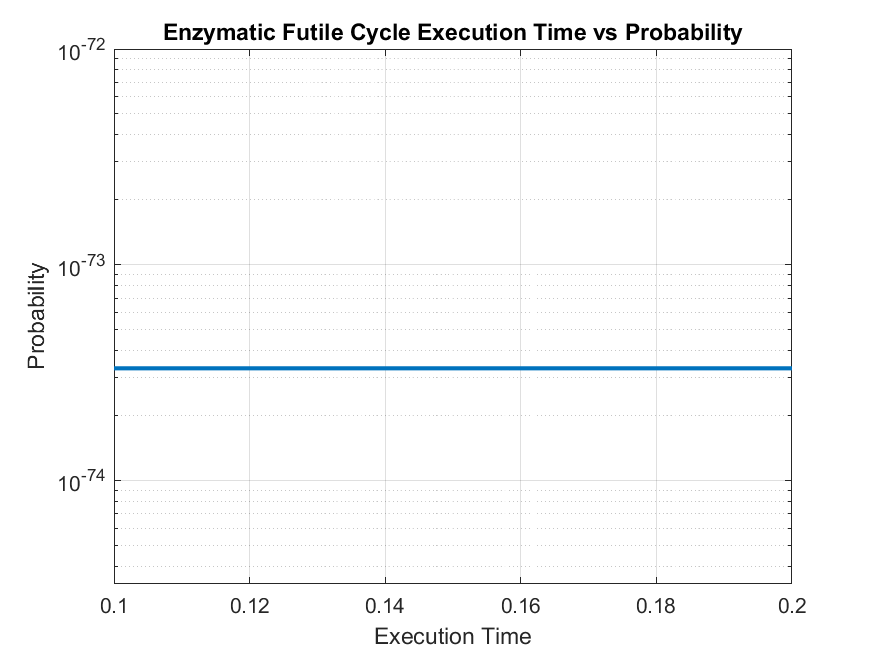 Enzymatic Futile Cycle Execution Time vs Probability
10^-72
10^-73
10^-74
Probability
0.1 0.12 0.14 0.16 0.18 0.2
Execution Time